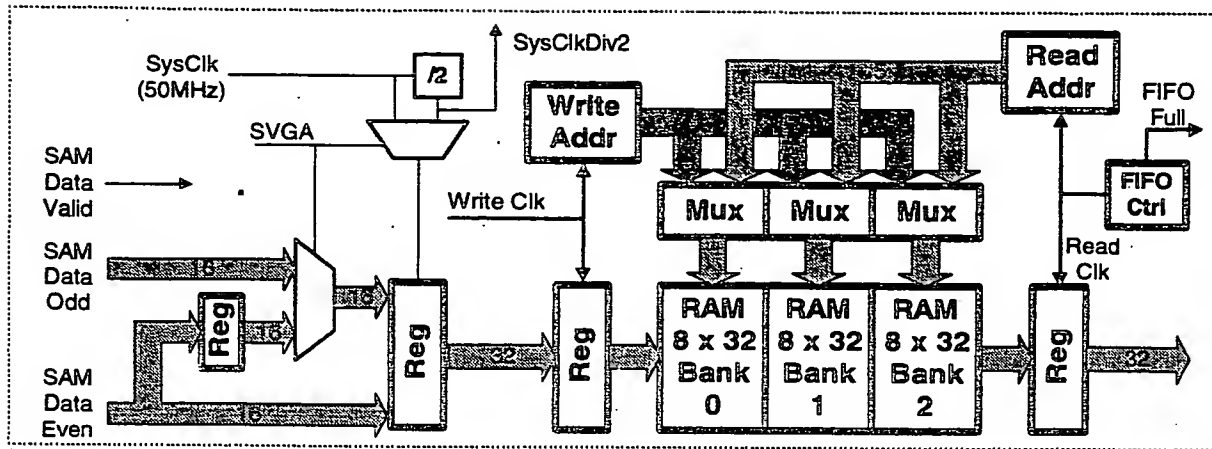 SysClk
(50MHz)
/2
SysClkDiv2
SVGA
SAM
Data
Valid
SAM
Data
Odd
16
Reg
16
16
SAM
Data
Even
16
Reg
32
Write
Addr
Write Clk
Reg
Mux
Mux
Mux
RAM
8 x 32
Bank
0
RAM
8 x 32
Bank
1
RAM
8 x 32
Bank
2
Read
Addr
FIFO
Full
FIFO
Ctrl
Read
Clk
Reg
32